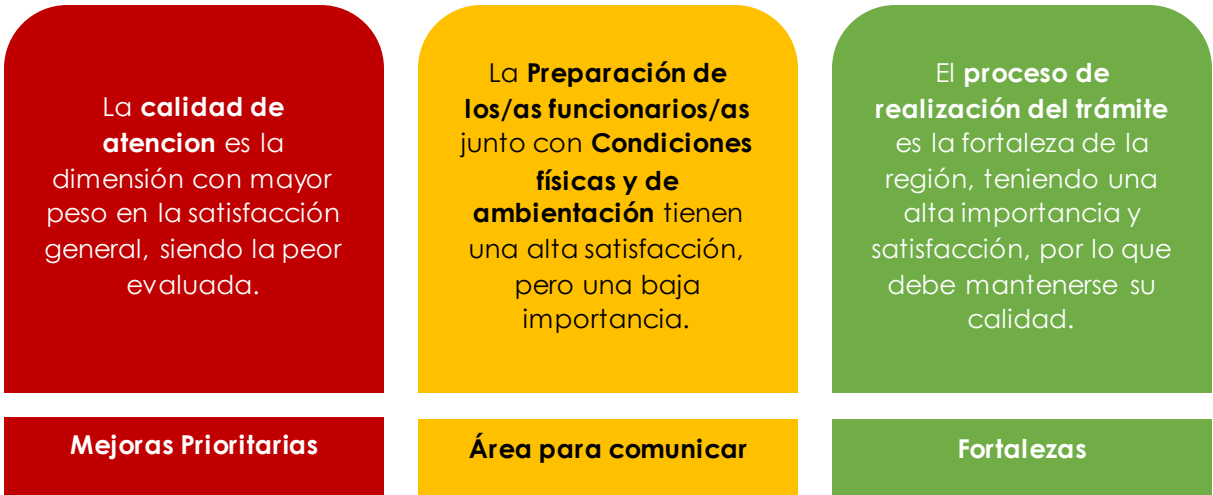 La calidad de
atencion es la
dimensión con mayor
peso en la satisfacción
general, siendo la peor
evaluada.
Mejoras Prioritarias
La Preparación de
los/as funcionarios/as
junto con Condiciones
físicas y de
ambientación tienen
una alta satisfacción,
pero una baja
importancia.
Área para comunicar
El proceso de
realización del trámite
es la fortaleza de la
región, teniendo una
alta importancia y
satisfacción, por lo que
debe mantenerse su
calidad.
Fortalezas